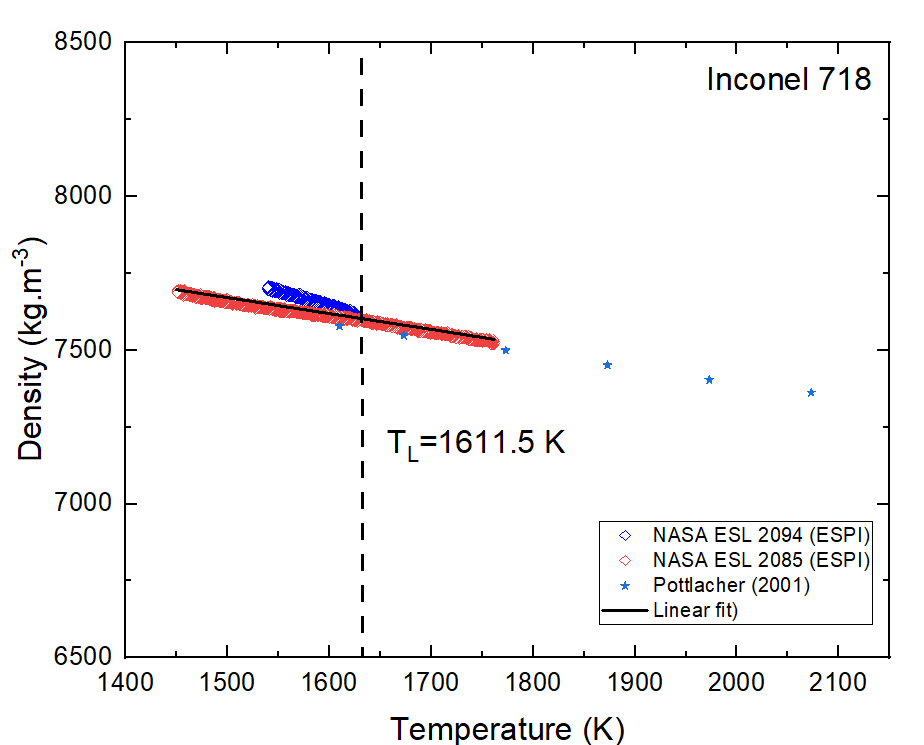 8500
Inconel 718
8000
7500
7000
6500
Density (kg.m-3)
TL=1611.5 K
NASA ESL 2094 (ESPI)
NASA ESL 2085 (ESPI)
Pottlacher (2001)
Linear fit)
1400 1500 1600 1700 1800 1900 2000 2100
Temperature (K)